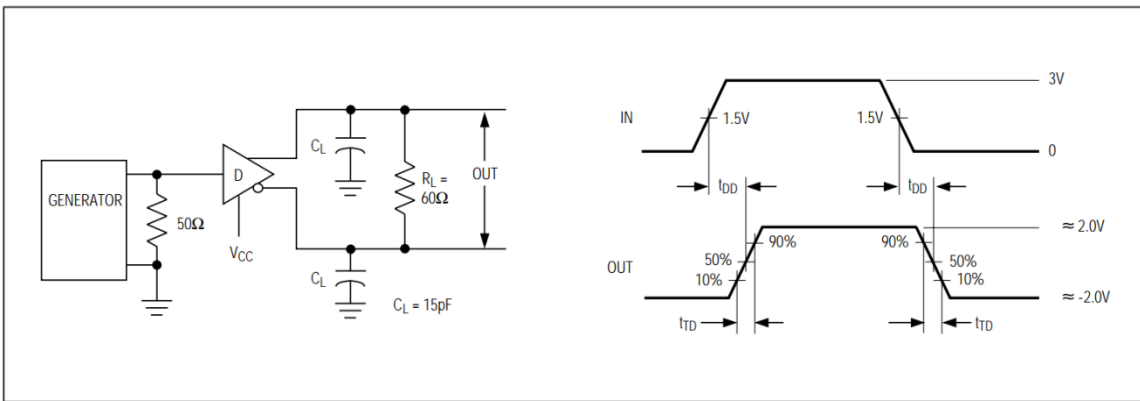 GENERATOR
50Ω
D
VCC
CL
CL
RL =
60Ω
OUT
CL = 15pF
IN
1.5V
1.5V
3V
0
tDD
tDD
OUT
90%
50%
10%
90%
50%
10%
≈ 2.0V
≈ -2.0V
tTD
tTD